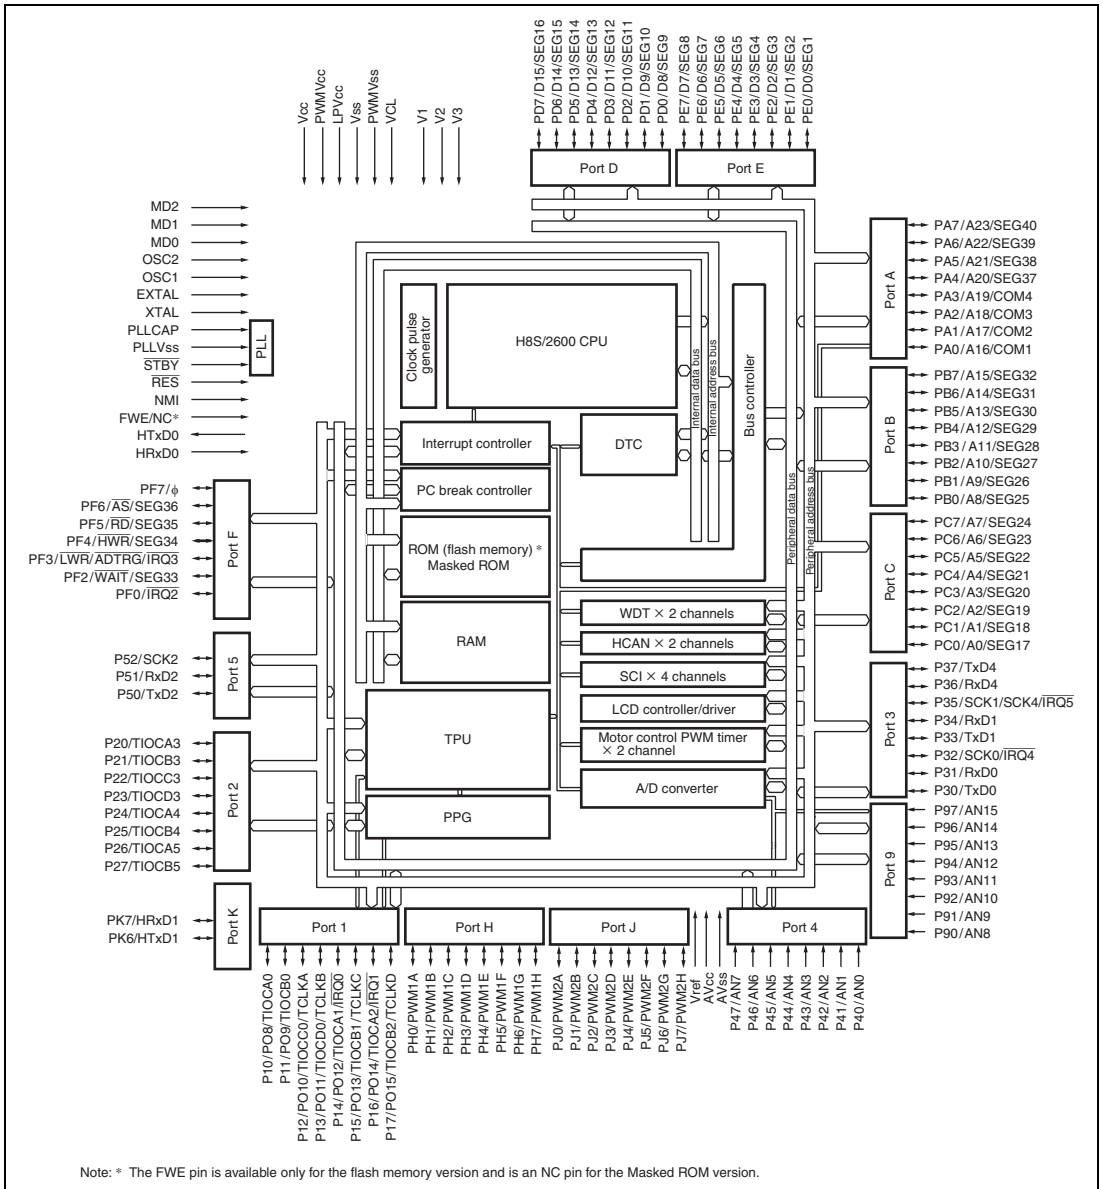 Vcc
PWMVcc
LPVcc
Vss
PWMVss
VCL
V1
V2
V3
PD7/D15/SEG16
PD6/D14/SEG15
PD5/D13/SEG14
PD4/D12/SEG13
PD3/D11/SEG12
PD2/D10/SEG11
PD1/D9/SEG10
PD0/D8/SEG9
PE7/D7/SEG8
PE6/D6/SEG7
PE5/D5/SEG6
PE4/D4/SEG5
PE3/D3/SEG4
PE2/D2/SEG3
PE1/D1/SEG2
PE0/D0/SEG1
Port D
Port E
MD2
MD1
MD0
OSC2
OSC1
EXTAL
XTAL
PLLCAP
PLLVss
STBY
RES
NMI
FWE/NC*
HTxD0
HRxD0
PLL
Clock pulse
generator
H8S/2600 CPU
Interrupt controller
DTC
PC break controller
ROM (flash memory) *
Masked ROM
RAM
TPU
PPG
Internal data bus
Internal address bus
Bus controller
Peripheral data bus
Peripheral address bus
WDT × 2 channels
HCAN × 2 channels
SCI × 4 channels
LCD controller/driver
Motor control PWM timer
× 2 channel
A/D converter
Port A
PA7/A23/SEG40
PA6/A22/SEG39
PA5/A21/SEG38
PA4/A20/SEG37
PA3/A19/COM4
PA2/A18/COM3
PA1/A17/COM2
PA0/A16/COM1
Port B
PB7/A15/SEG32
PB6/A14/SEG31
PB5/A13/SEG30
PB4/A12/SEG29
PB3/A11/SEG28
PB2/A10/SEG27
PB1/A9/SEG26
PB0/A8/SEG25
Port C
PC7/A7/SEG24
PC6/A6/SEG23
PC5/A5/SEG22
PC4/A4/SEG21
PC3/A3/SEG20
PC2/A2/SEG19
PC1/A1/SEG18
PC0/A0/SEG17
Port 3
P37/TxD4
P36/RxD4
P35/SCK1/SCK4/IRQ5
P34/RxD1
P33/TxD1
P32/SCK0/IRQ4
P31/RxD0
P30/TxD0
Port 9
P97/AN15
P96/AN14
P95/AN13
P94/AN12
P93/AN11
P92/AN10
P91/AN9
P90/AN8
PF7/ϕ
PF6/AS/SEG36
PF5/RD/SEG35
PF4/HWR/SEG34
PF3/LWR/ADTRG/IRQ3
PF2/WAIT/SEG33
PF0/IRQ2
Port F
P52/SCK2
P51/RxD2
P50/TxD2
Port 5
P20/TIOCA3
P21/TIOCB3
P22/TIOCC3
P23/TIOCD3
P24/TIOCA4
P25/TIOCB4
P26/TIOCA5
P27/TIOCB5
Port 2
PK7/HRxD1
PK6/HTxD1
Port K
Port 1
Port H
Port J
Port 4
P10/PO8/TIOCA0
P11/PO9/TIOCB0
P12/PO10/TIOCC0/TCLKA
P13/PO11/TIOCD0/TCLKB
P14/PO12/TIOCA1/IRQ0
P15/PO13/TIOCB1/TCLKC
P16/PO14/TIOCA2/IRQ1
P17/PO15/TIOCB2/TCLKD
PH0/PWM1A
PH1/PWM1B
PH2/PWM1C
PH3/PWM1D
PH4/PWM1E
PH5/PWM1F
PH6/PWM1G
PH7/PWM1H
PJ0/PWM2A
PJ1/PWM2B
PJ2/PWM2C
PJ3/PWM2D
PJ4/PWM2E
PJ5/PWM2F
PJ6/PWM2G
PJ7/PWM2H
Vref
AVcc
AVss
P47/AN7
P46/AN6
P45/AN5
P44/AN4
P43/AN3
P42/AN2
P41/AN1
P40/AN0
Note: * The FWE pin is available only for the flash memory version and is an NC pin for the Masked ROM version.